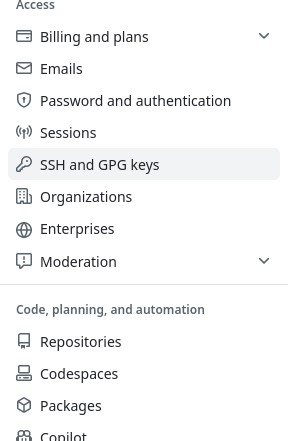 Access
Billing and plans
Emails
Password and authentication
Sessions
SSH and GPG keys
Organizations
Enterprises
Moderation
Code, planning, and automation
Repositories
Codespaces
Packages
Copilot